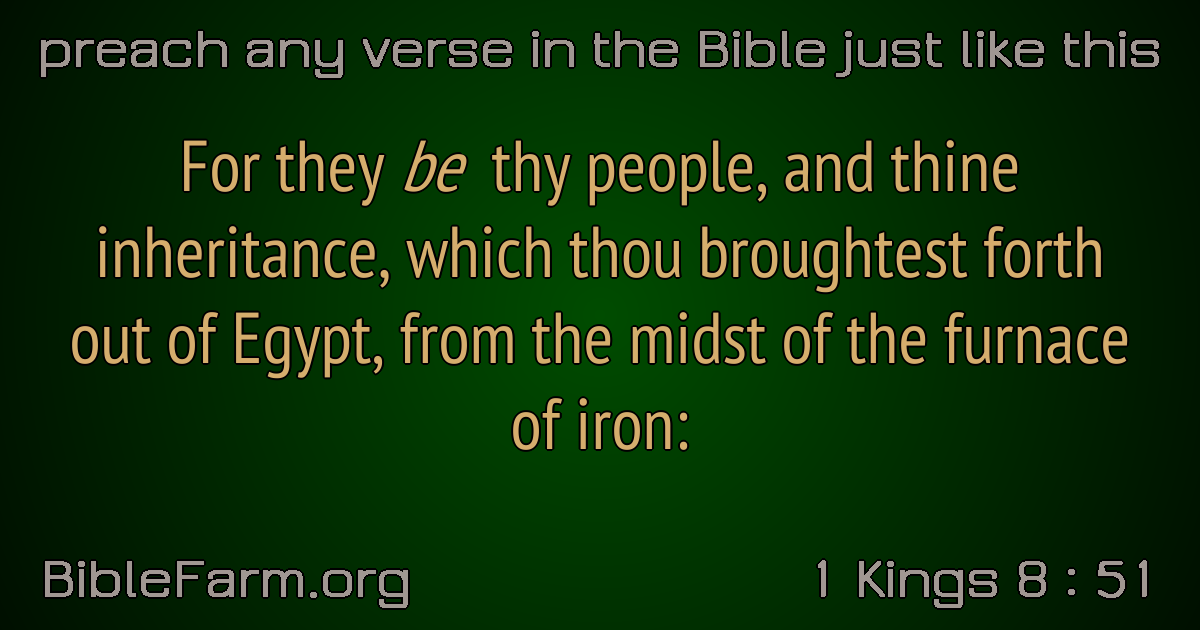 preach any verse in the Bible just like this
For they be thy people, and thine
inheritance, which thou broughtest forth
out of Egypt, from the midst of the furnace
of iron:
BibleFarm.org
1 Kings 8 : 51